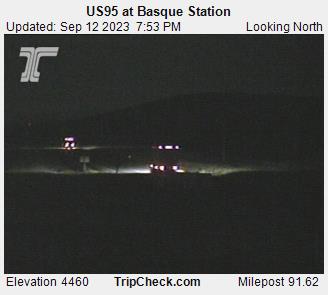 US95 at Basque Station
Updated: Sep 12 2023 7:53 PM Looking North
Elevation 4460 TripCheck.com Milepost 91.62